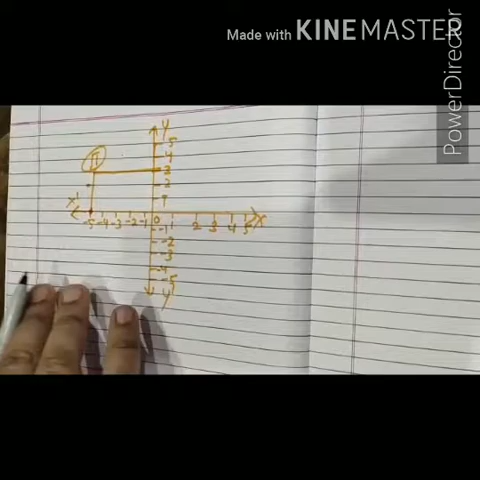 Made with KINEMASTER
PowerDirector
Y
5
4
3
2
1
II
X'
-5 -4 -3 -2 -1 0 1 2 3 4 5 X
-1
-2
-3
-4
-5
Y'